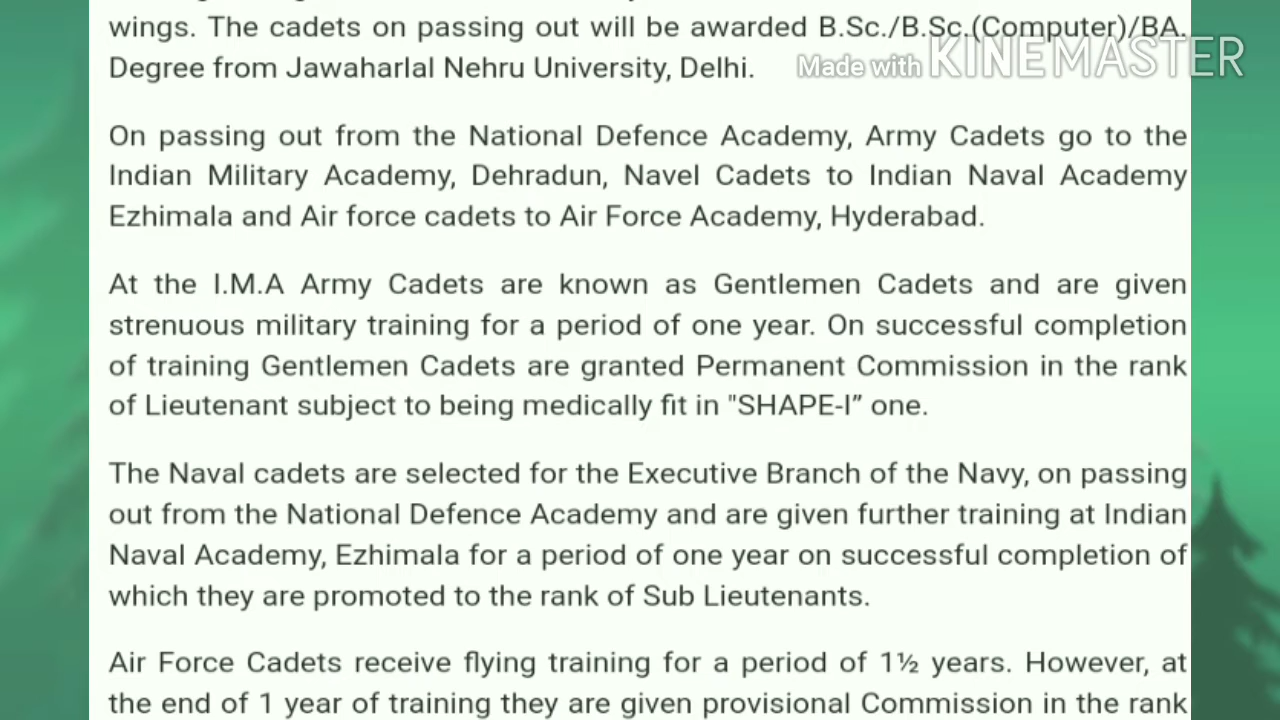 wings. The cadets on passing out will be awarded B.Sc./B.Sc.(Computer)/BA.
Degree from Jawaharlal Nehru University, Delhi.
Made with KINEMASTER
On passing out from the National Defence Academy, Army Cadets go to the
Indian Military Academy, Dehradun, Navel Cadets to Indian Naval Academy
Ezhimala and Air force cadets to Air Force Academy, Hyderabad.
At the I.M.A Army Cadets are known as Gentlemen Cadets and are given
strenuous military training for a period of one year. On successful completion
of training Gentlemen Cadets are granted Permanent Commission in the rank
of Lieutenant subject to being medically fit in "SHAPE-I” one.
The Naval cadets are selected for the Executive Branch of the Navy, on passing
out from the National Defence Academy and are given further training at Indian
Naval Academy, Ezhimala for a period of one year on successful completion of
which they are promoted to the rank of Sub Lieutenants.
Air Force Cadets receive flying training for a period of 1½ years. However, at
the end of 1 year of training they are given provisional Commission in the rank